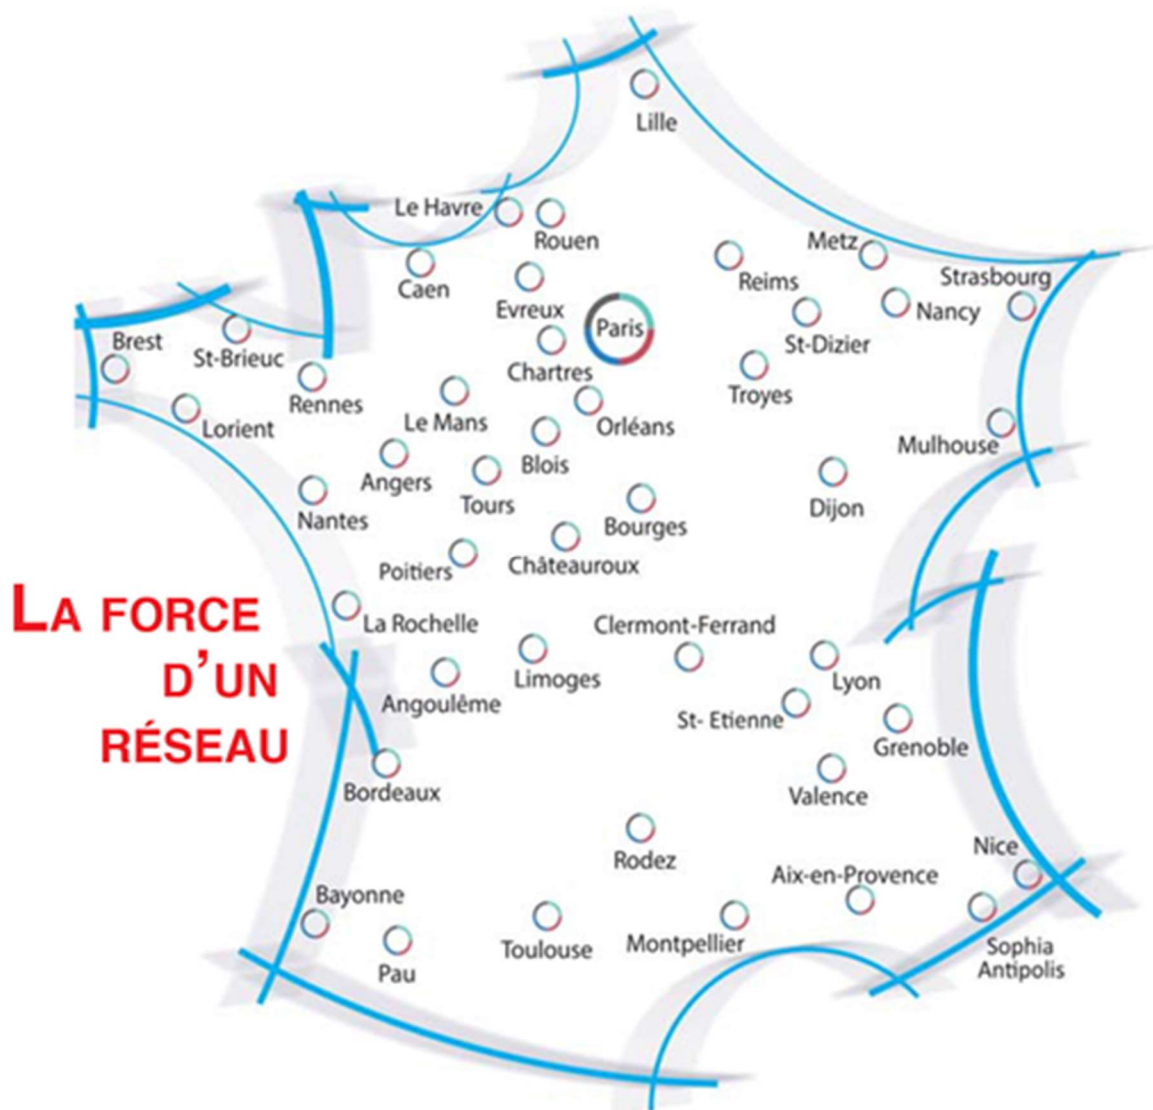 Lille
Le Havre
Rouen
Metz
Reims
Strasbourg
Caen
Evreux
Nancy
Paris
St-Dizier
Brest
St-Brieuc
Chartres
Troyes
Rennes
Le Mans
Orléans
Lorient
Mulhouse
Blois
Angers
Tours
Dijon
Nantes
Bourges
Poitiers
Châteauroux
LA FORCE
D'UN
RÉSEAU
La Rochelle
Clermont-Ferrand
Limoges
Lyon
Angoulême
St- Etienne
Grenoble
Bordeaux
Valence
Rodez
Nice
Aix-en-Provence
Bayonne
Toulouse
Montpellier
Sophia
Antipolis
Pau